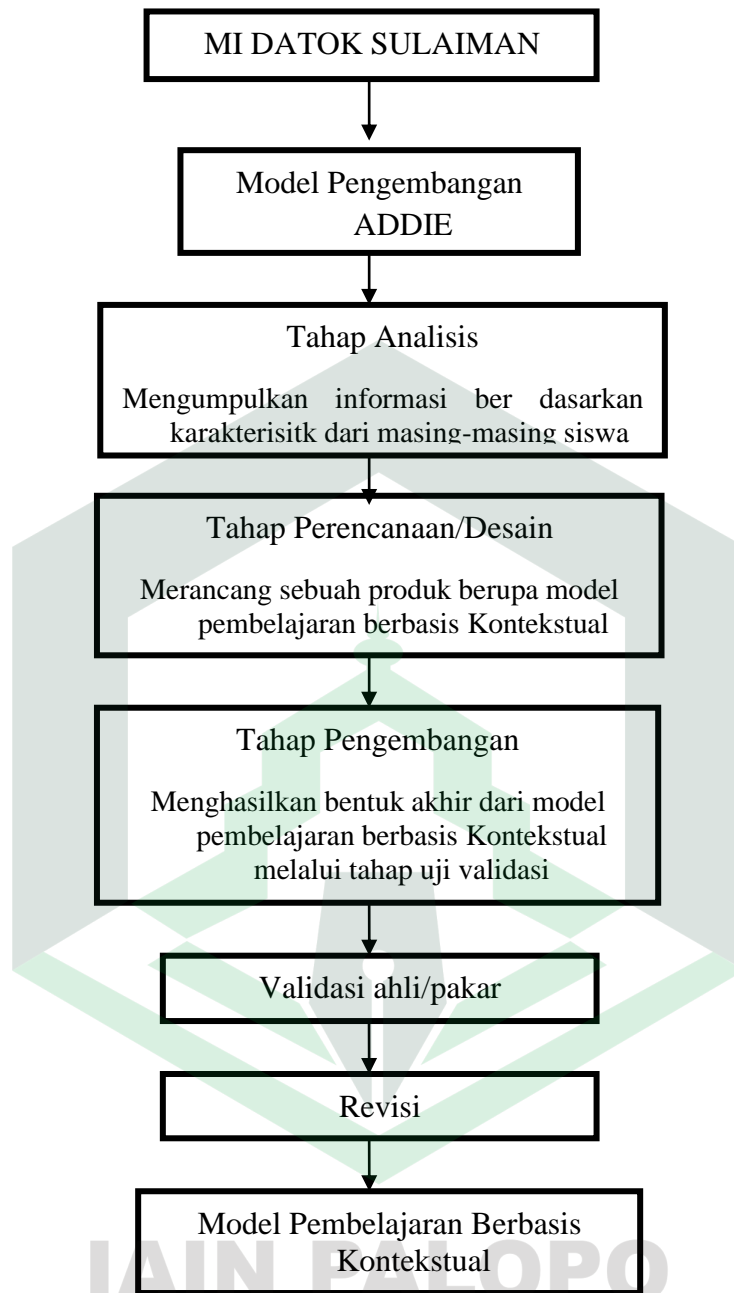 MI DATOK SULAIMAN
Model Pengembangan
ADDIE
Tahap Analisis
Mengumpulkan informasi ber dasarkan
karakterisitk dari masing-masing siswa
Tahap Perencanaan/Desain
Merancang sebuah produk berupa model
pembelajaran berbasis Kontekstual
Tahap Pengembangan
Menghasilkan bentuk akhir dari model
pembelajaran berbasis Kontekstual
melalui tahap uji validasi
Validasi ahli/pakar
Revisi
Model Pembelajaran Berbasis
Kontekstual
IAIN PALOPO